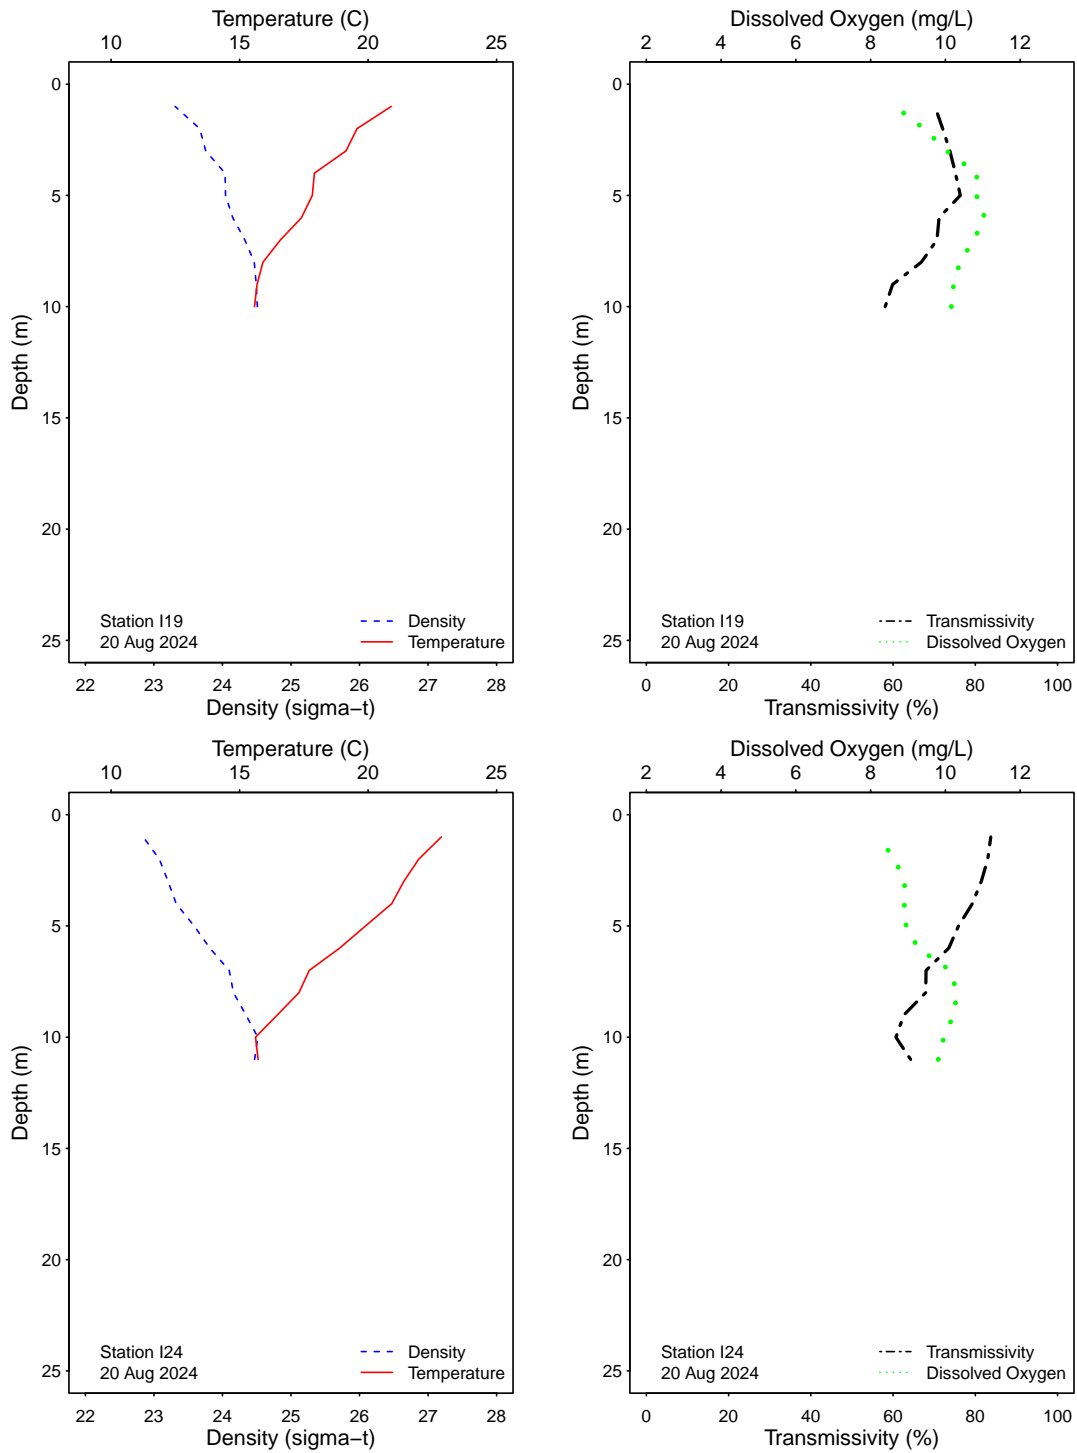 Temperature (C)
10 15 20 25
0
5
10
15
20
25
Depth (m)
Station I19
20 Aug 2024
Density
Temperature
22 23 24 25 26 27 28
Density (sigma−t)
Dissolved Oxygen (mg/L)
2 4 6 8 10 12
0
5
10
15
20
25
Depth (m)
Station I19
20 Aug 2024
Transmissivity
Dissolved Oxygen
0 20 40 60 80 100
Transmissivity (%)
Temperature (C)
10 15 20 25
0
5
10
15
20
25
Depth (m)
Station I24
20 Aug 2024
Density
Temperature
22 23 24 25 26 27 28
Density (sigma−t)
Dissolved Oxygen (mg/L)
2 4 6 8 10 12
0
5
10
15
20
25
Depth (m)
Station I24
20 Aug 2024
Transmissivity
Dissolved Oxygen
0 20 40 60 80 100
Transmissivity (%)